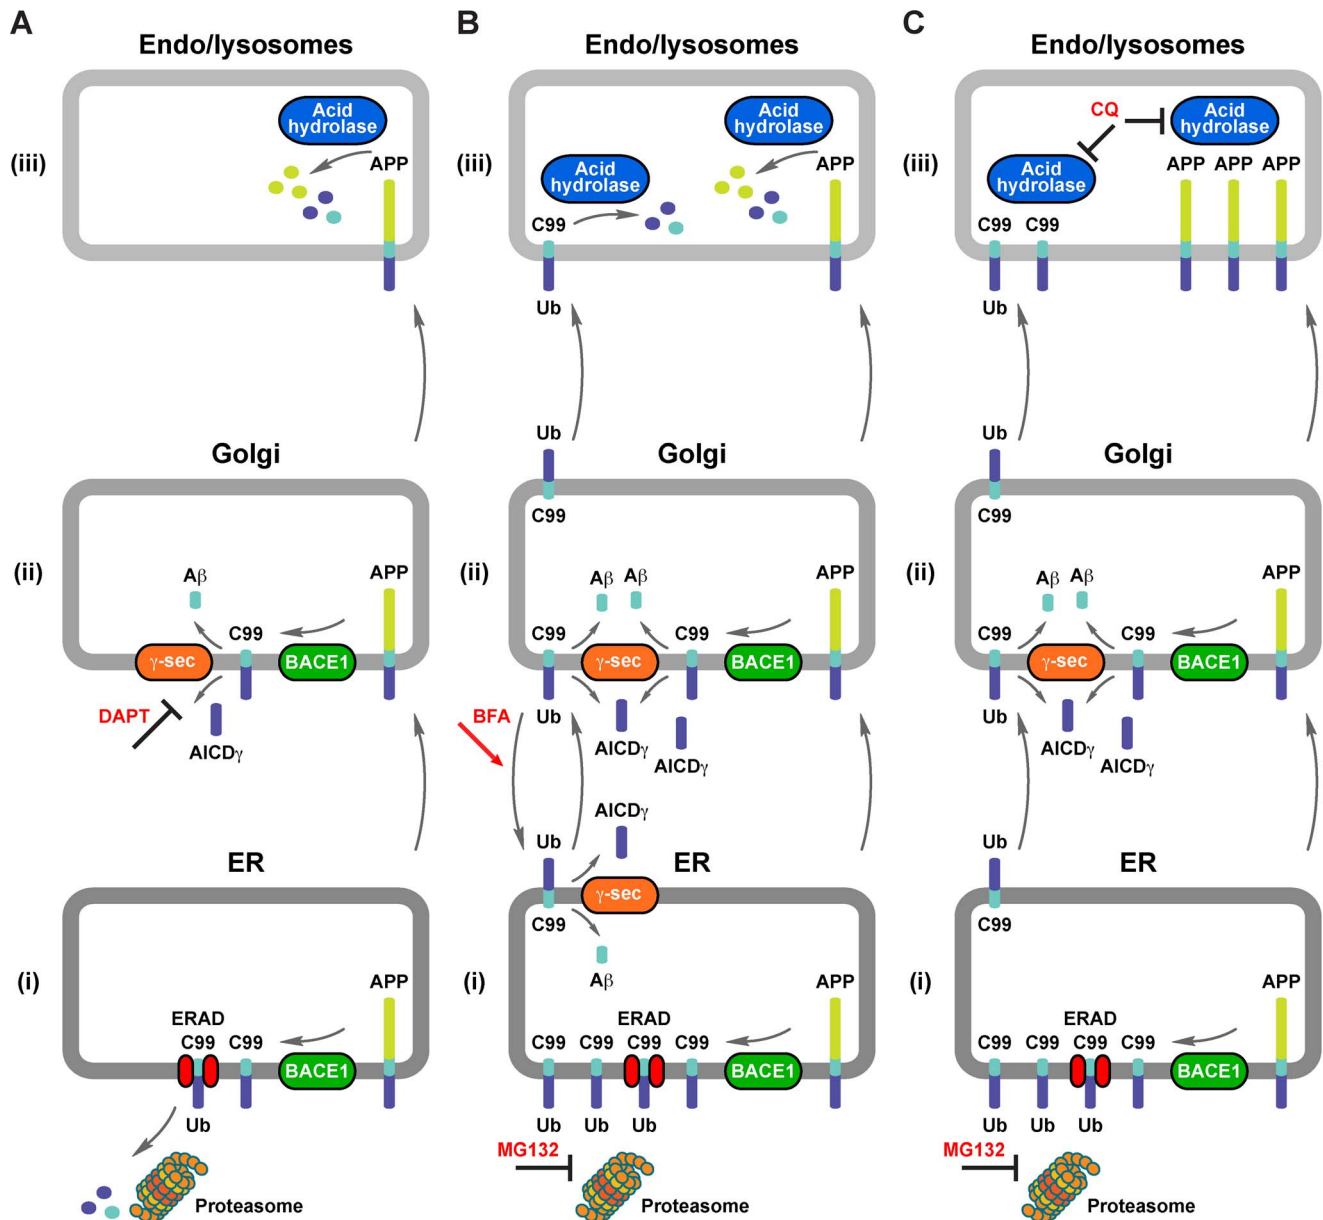 A
Endo/lysosomes
(iii)
Acid
hydrolase
APP
Golgi
(ii)
Aβ
APP
C99
γ-sec
BACE1
DAPT
AICDγ
ER
(i)
APP
ERAD
C99
C99
BACE1
Ub
Proteasome
B
Endo/lysosomes
(iii)
Acid
hydrolase
APP
Acid
hydrolase
C99
Ub
Ub
Golgi
C99
(ii)
Aβ
Aβ
APP
C99
C99
γ-sec
BACE1
BFA
Ub
AICDγ
AICDγ
AICDγ
Ub
ER
γ-sec
C99
Aβ
(i)
APP
ERAD
C99
C99
C99
C99
BACE1
Ub
Ub
Ub
MG132
Proteasome
C
Endo/lysosomes
CQ
Acid
hydrolase
(iii)
APP
APP
APP
Acid
hydrolase
C99
C99
Ub
Ub
Golgi
C99
(ii)
Aβ
Aβ
APP
C99
C99
γ-sec
BACE1
Ub
AICDγ
AICDγ
Ub
ER
C99
(i)
APP
ERAD
C99
C99
C99
C99
BACE1
Ub
Ub
Ub
MG132
Proteasome